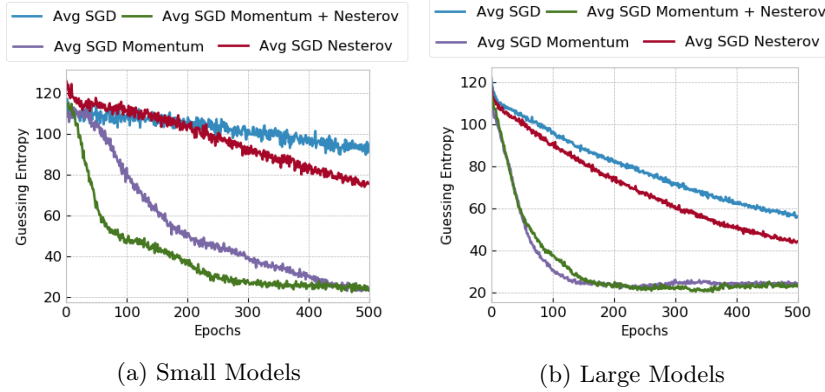 Avg SGD
Avg SGD Momentum + Nesterov
Avg SGD Momentum
Avg SGD Nesterov
120
100
80
60
40
20
Guessing Entropy
0 100 200 300 400 500
Epochs
(a) Small Models
Avg SGD
Avg SGD Momentum + Nesterov
Avg SGD Momentum
Avg SGD Nesterov
120
100
80
60
40
20
Guessing Entropy
0 100 200 300 400 500
Epochs
(b) Large Models